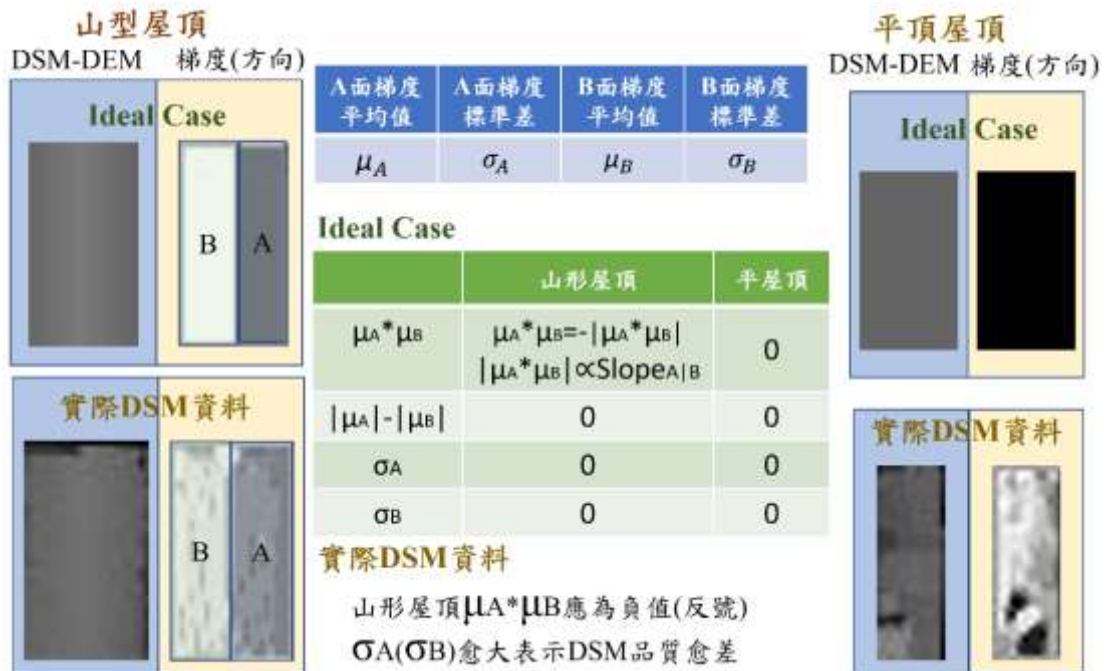 山型屋頂
DSM-DEM 梯度(方向)
Ideal Case
B
A
實際DSM資料
B
A
A面梯度平均值
A面梯度標準差
B面梯度平均值
B面梯度標準差
μA
σA
μB
σB
Ideal Case
山形屋頂
平屋頂
μA*μB
μA*μB=-|μA*μB|
|μA*μB|∝SlopeA|B
0
|μA|-|μB|
0
0
σA
0
0
σB
0
0
實際DSM資料
山形屋頂μA*μB應為負值(反號)
σA(σB)愈大表示DSM品質愈差
平頂屋頂
DSM-DEM 梯度(方向)
Ideal Case
實際DSM資料